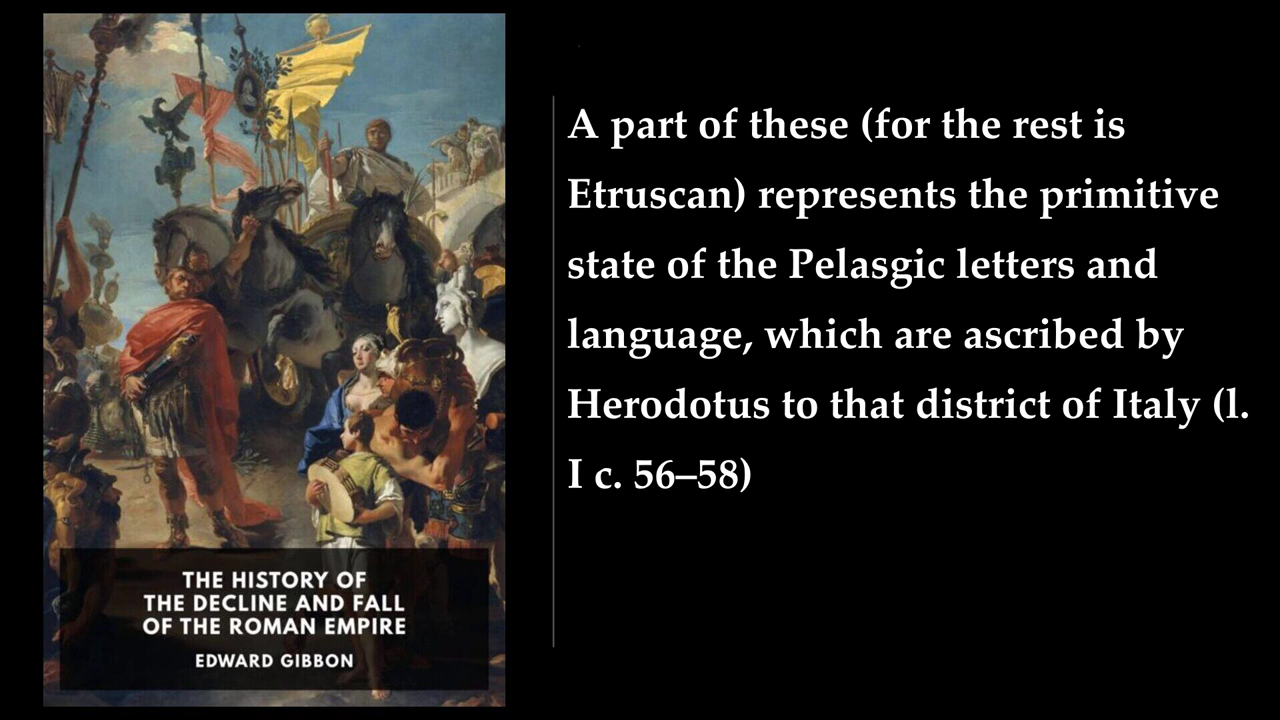 A part of these (for the rest is
Etruscan) represents the primitive
state of the Pelasgic letters and
language, which are ascribed by
Herodotus to that district of Italy (l.
I c. 56–58)
THE HISTORY OF
THE DECLINE AND FALL
OF THE ROMAN EMPIRE
EDWARD GIBBON